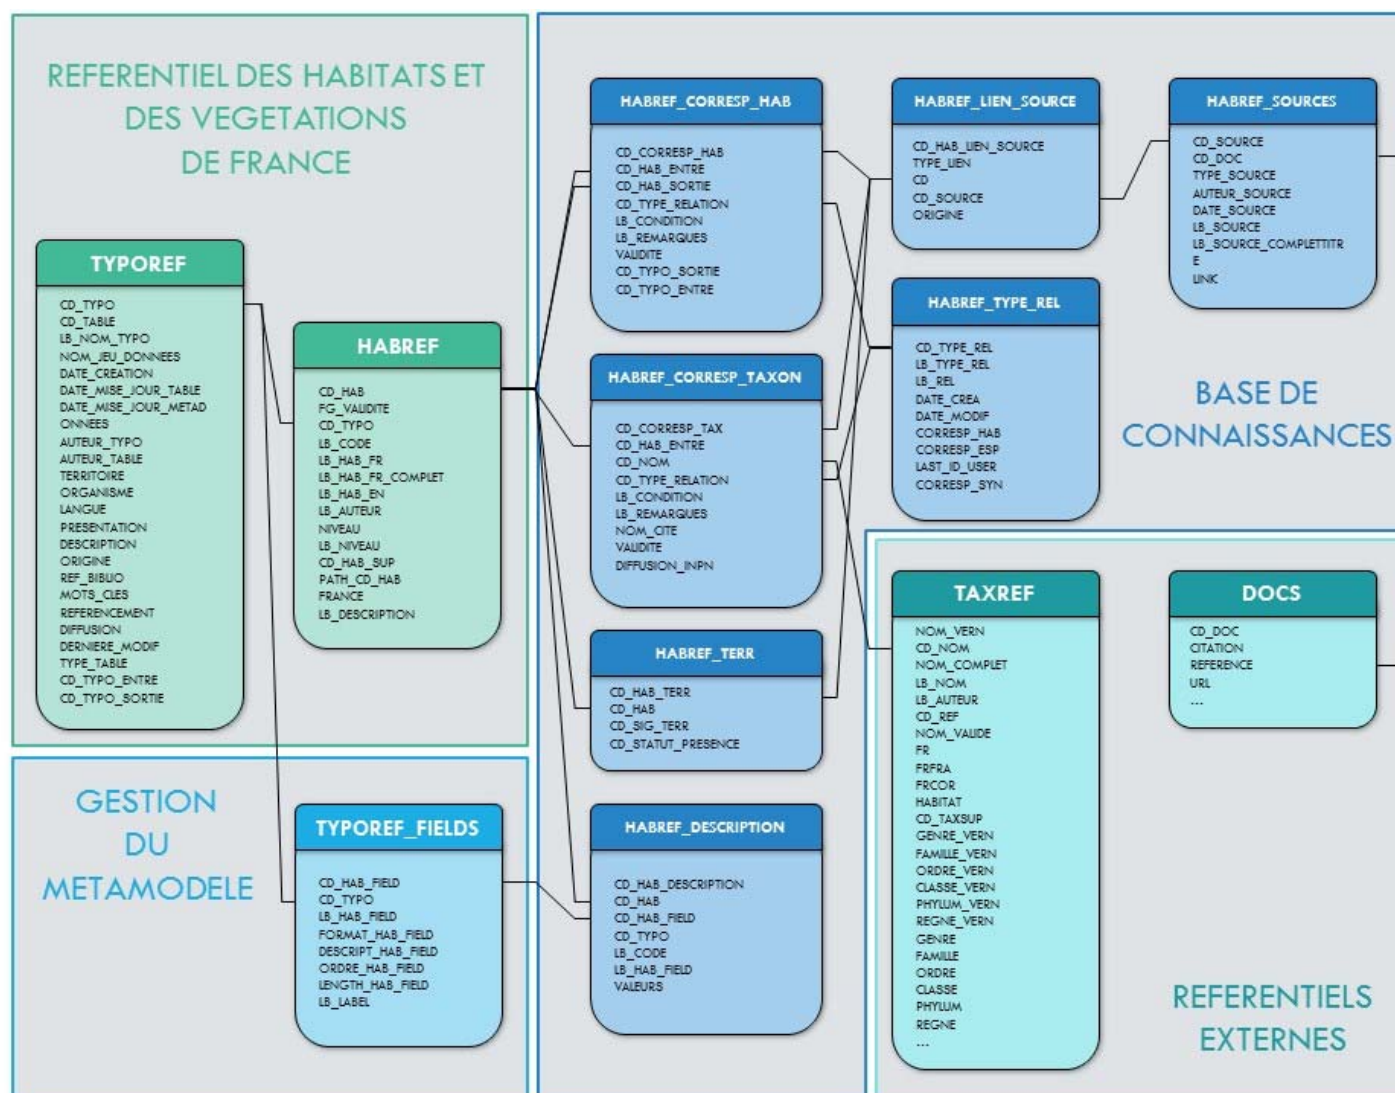 REFERENTIEL DES HABITATS ET
DES VEGETATIONS
DE FRANCE
TYPOREF
CD_TYPO
CD_TABLE
LB_NOM_TYPO
NOM_JEU_DONNEES
DATE_CREATION
DATE_MISE_JOUR_TABLE
DATE_MISE_JOUR_METAD
ONNEES
AUTEUR_TYPO
AUTEUR_TABLE
TERRITOIRE
ORGANISME
LANGUE
PRESENTATION
DESCRIPTION
ORIGINE
REF_BIBLIO
MOTS_CLES
REFERENCEMENT
DIFFUSION
DERNIERE_MODIF
TYPE_TABLE
CD_TYPO_ENTRE
CD_TYPO_SORTIE
HABREF
CD_HAB
FG_VALIDITE
CD_TYPO
LB_CODE
LB_HAB_FR
LB_HAB_FR_COMPLET
LB_HAB_EN
LB_AUTEUR
NIVEAU
LB_NIVEAU
CD_HAB_SUP
PATH_CD_HAB
FRANCE
LB_DESCRIPTION
GESTION
DU
METAMODELE
TYPOREF_FIELDS
CD_HAB_FIELD
CD_TYPO
LB_HAB_FIELD
FORMAT_HAB_FIELD
DESCRIPT_HAB_FIELD
ORDRE_HAB_FIELD
LENGTH_HAB_FIELD
LB_LABEL
HABREF_CORRESP_HAB
CD_CORRESP_HAB
CD_HAB_ENTRE
CD_HAB_SORTIE
CD_TYPE_RELATION
LB_CONDITION
LB_REMARQUES
VALIDITE
CD_TYPO_SORTIE
CD_TYPO_ENTRE
HABREF_CORRESP_TAXON
CD_CORRESP_TAX
CD_HAB_ENTRE
CD_NOM
CD_TYPE_RELATION
LB_CONDITION
LB_REMARQUES
NOM_CITE
VALIDITE
DIFFUSION_INPN
HABREF_TERR
CD_HAB_TERR
CD_HAB
CD_SIG_TERR
CD_STATUT_PRESENCE
HABREF_DESCRIPTION
CD_HAB_DESCRIPTION
CD_HAB
CD_HAB_FIELD
CD_TYPO
LB_CODE
LB_HAB_FIELD
VALEURS
HABREF_LIEN_SOURCE
CD_HAB_LIEN_SOURCE
TYPE_LIEN
CD
CD_SOURCE
ORIGINE
HABREF_TYPE_REL
CD_TYPE_REL
LB_TYPE_REL
LB_REL
DATE_CREA
DATE_MODIF
CORRESP_HAB
CORRESP_ESP
LAST_ID_USER
CORRESP_SYN
HABREF_SOURCES
CD_SOURCE
CD_DOC
TYPE_SOURCE
AUTEUR_SOURCE
DATE_SOURCE
LB_SOURCE
LB_SOURCE_COMPLETTITR
E
LINK
BASE DE
CONNAISSANCES
TAXREF
NOM_VERN
CD_NOM
NOM_COMPLET
LB_NOM
LB_AUTEUR
CD_REF
NOM_VALIDE
FR
FRFRA
FRCOR
HABITAT
CD_TAXSUP
GENRE_VERN
FAMILLE_VERN
ORDRE_VERN
CLASSE_VERN
PHYLUM_VERN
REGNE_VERN
GENRE
FAMILLE
ORDRE
CLASSE
PHYLUM
REGNE
...
DOCS
CD_DOC
CITATION
REFERENCE
URL
...
REFERENTIELS
EXTERNES